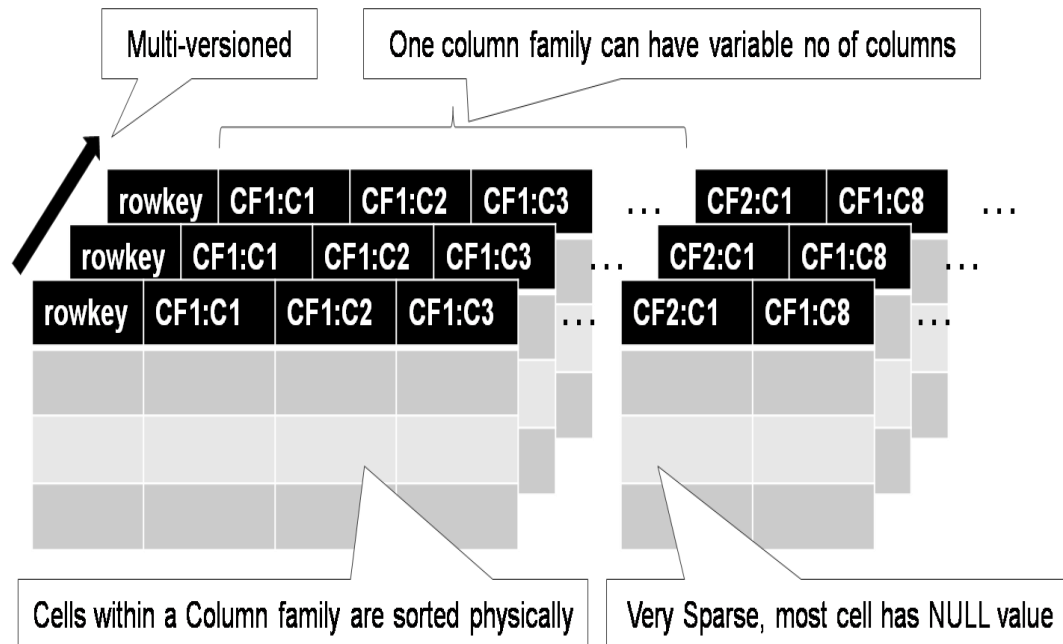 Multi-versioned
One column family can have variable no of columns
rowkey CF1:C1 CF1:C2 CF1:C3 ... CF2:C1 CF1:C8 ...
rowkey CF1:C1 CF1:C2 CF1:C3 ... CF2:C1 CF1:C8 ...
rowkey CF1:C1 CF1:C2 CF1:C3 ... CF2:C1 CF1:C8 ...
Cells within a Column family are sorted physically
Very Sparse, most cell has NULL value